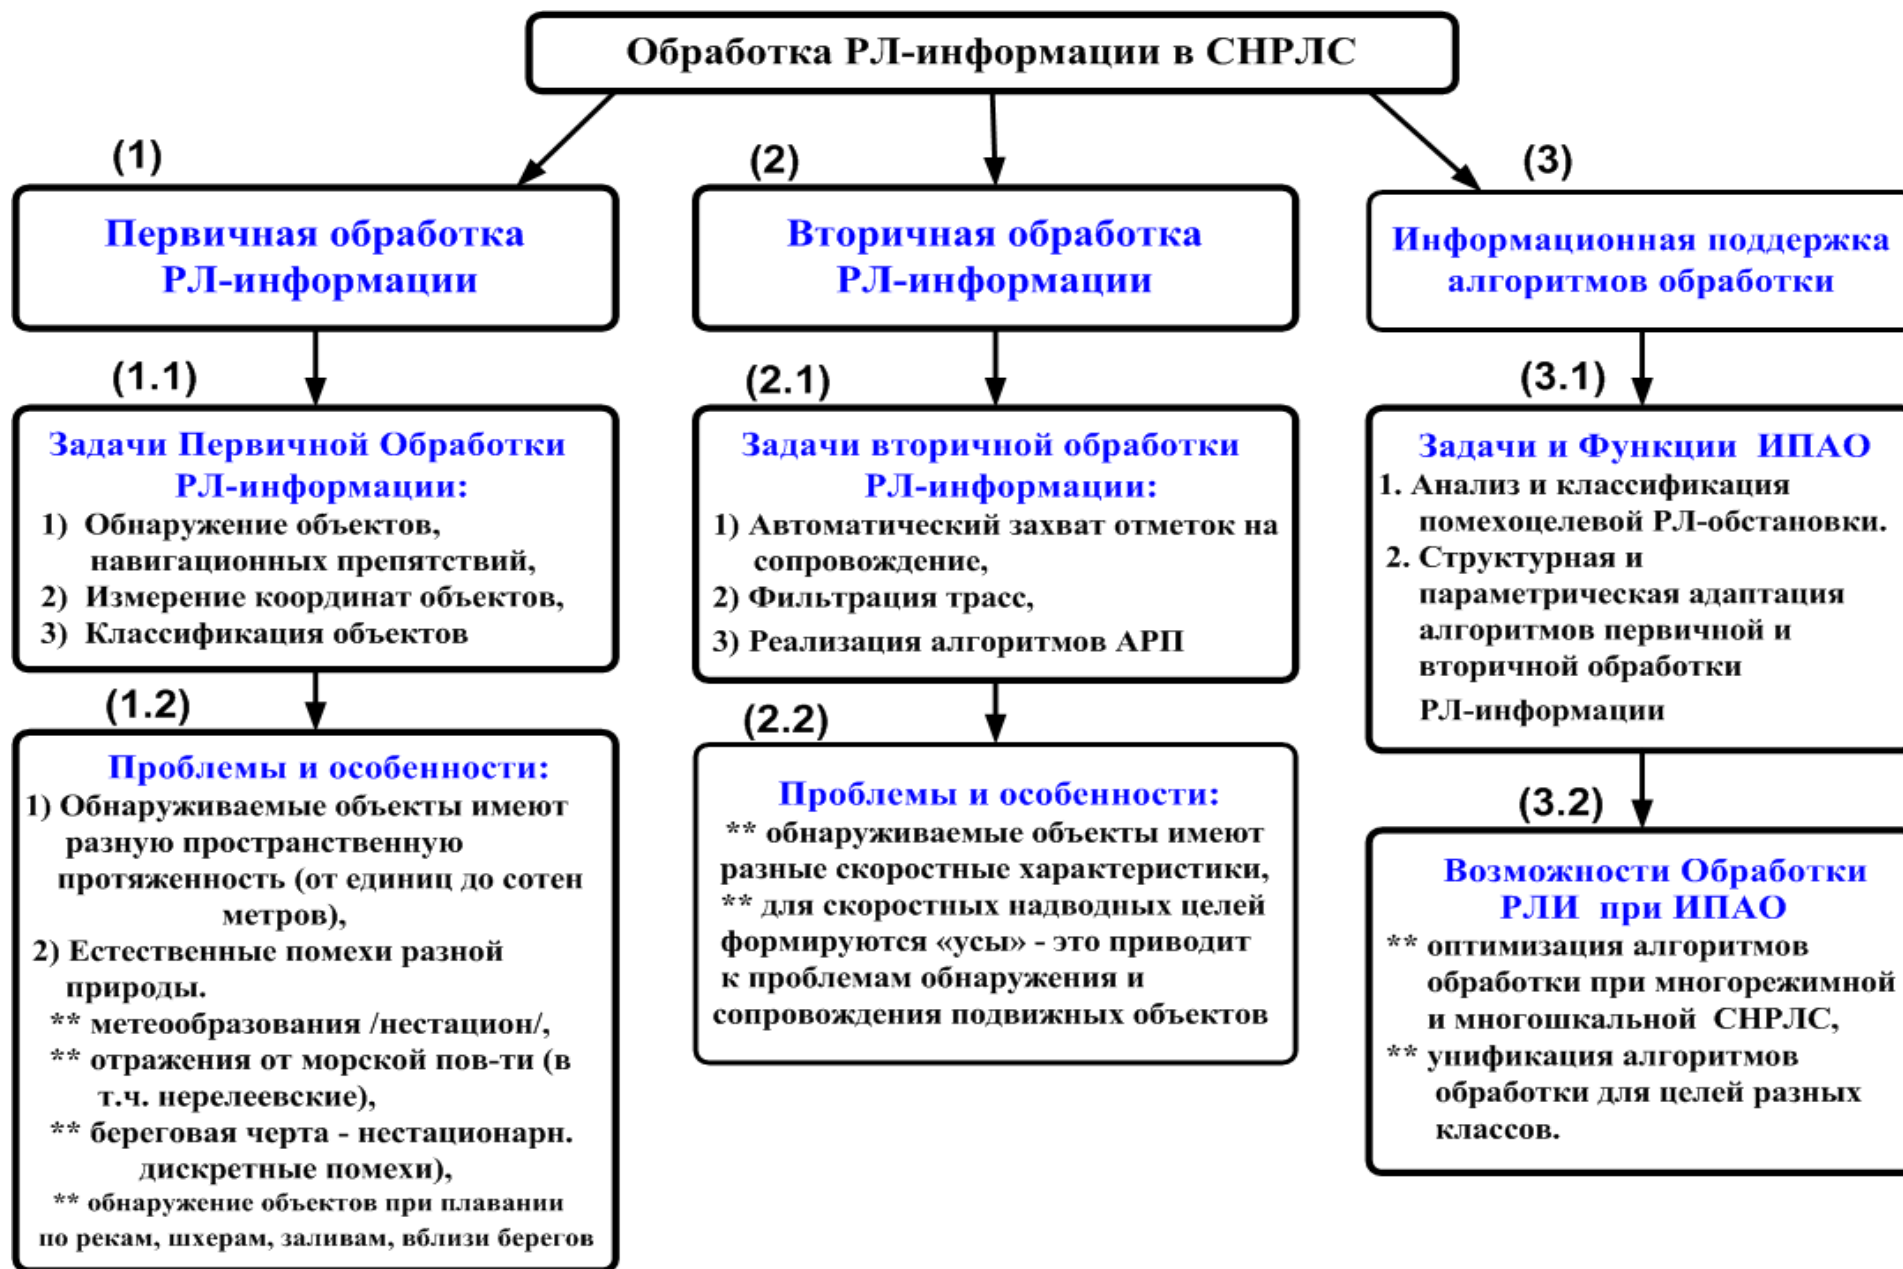 Обработка РЛ-информации в СНРЛС
(1)
Первичная обработка
РЛ-информации
(1.1)
Задачи Первичной Обработки
РЛ-информации:
1) Обнаружение объектов,
навигационных препятствий,
2) Измерение координат объектов,
3) Классификация объектов
(1.2)
Проблемы и особенности:
1) Обнаруживаемые объекты имеют
разную пространственную
протяженность (от единиц до сотен
метров),
2) Естественные помехи разной
природы.
** метеообразования /нестацион/,
** отражения от морской пов-ти (в
т.ч. нерелеевские),
** береговая черта - нестационарн.
дискретные помехи),
** обнаружение объектов при плавании
по рекам, шхерам, заливам, вблизи берегов
(2)
Вторичная обработка
РЛ-информации
(2.1)
Задачи вторичной обработки
РЛ-информации:
1) Автоматический захват отметок на
сопровождение,
2) Фильтрация трасс,
3) Реализация алгоритмов АРП
(2.2)
Проблемы и особенности:
** обнаруживаемые объекты имеют
разные скоростные характеристики,
** для скоростных надводных целей
формируются «усы» - это приводит
к проблемам обнаружения и
сопровождения подвижных объектов
(3)
Информационная поддержка
алгоритмов обработки
(3.1)
Задачи и Функции ИПАО
1. Анализ и классификация
помехоцелевой РЛ-обстановки.
2. Структурная и
параметрическая адаптация
алгоритмов первичной и
вторичной обработки
РЛ-информации
(3.2)
Возможности Обработки
РЛИ при ИПАО
** оптимизация алгоритмов
обработки при многорежимной
и многошкальной СНРЛС,
** унификация алгоритмов
обработки для целей разных
классов.